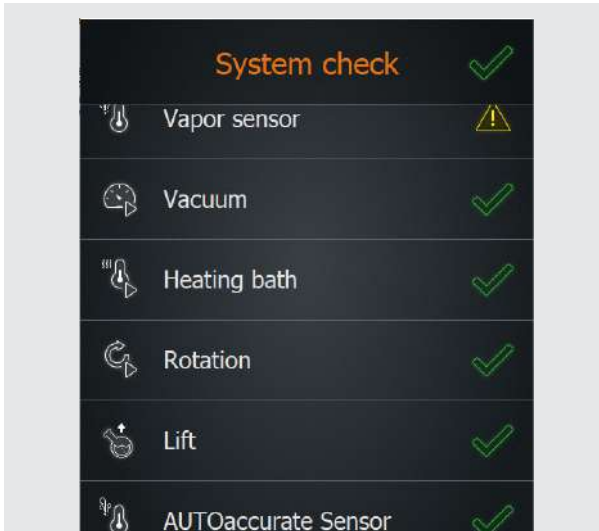 System check
Vapor sensor
Vacuum
Heating bath
Rotation
Lift
AUTOaccurate Sensor